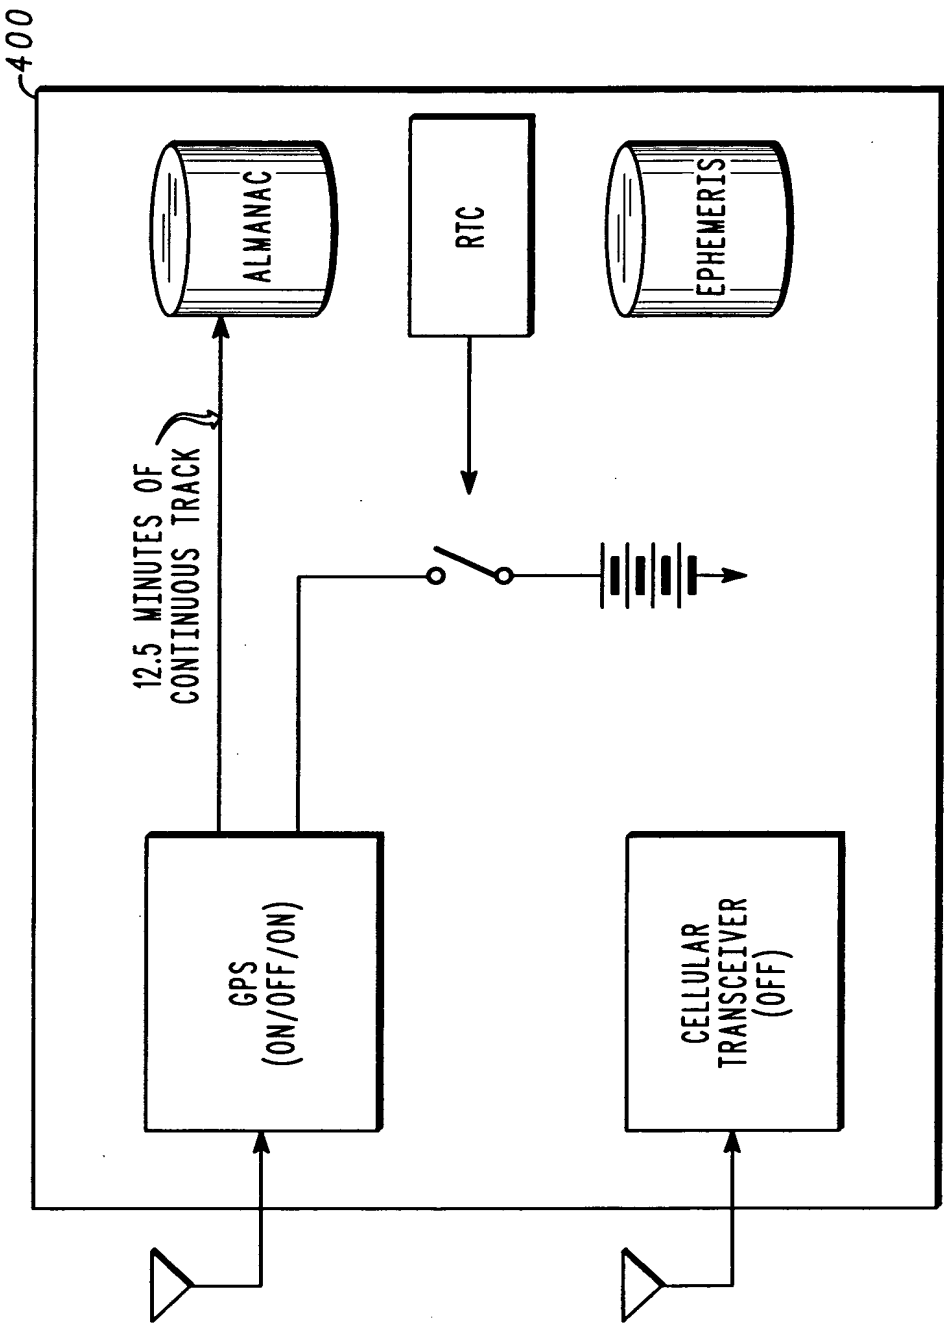 400
12.5 MINUTES OF
CONTINUOUS TRACK
ALMANAC
GPS
(ON/OFF/ON)
RTC
CELLULAR
TRANSCEIVER
(OFF)
EPHEMERIS